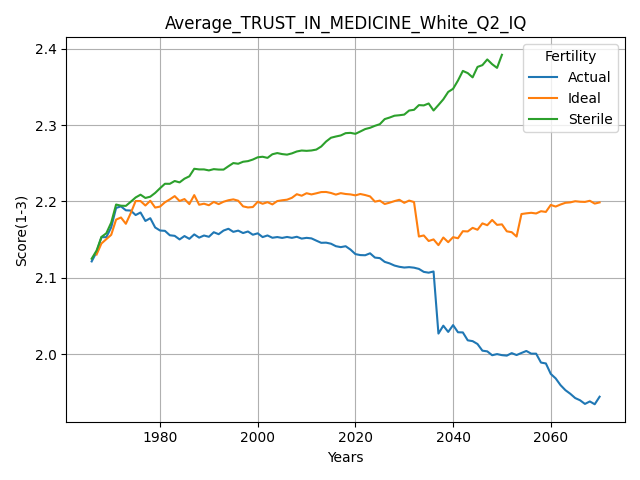 Average_TRUST_IN_MEDICINE_White_Q2_IQ
Score(1-3)
2.4
2.3
2.2
2.1
2.0
1980
2000
2020
2040
2060
Years
Fertility
Actual
Ideal
Sterile